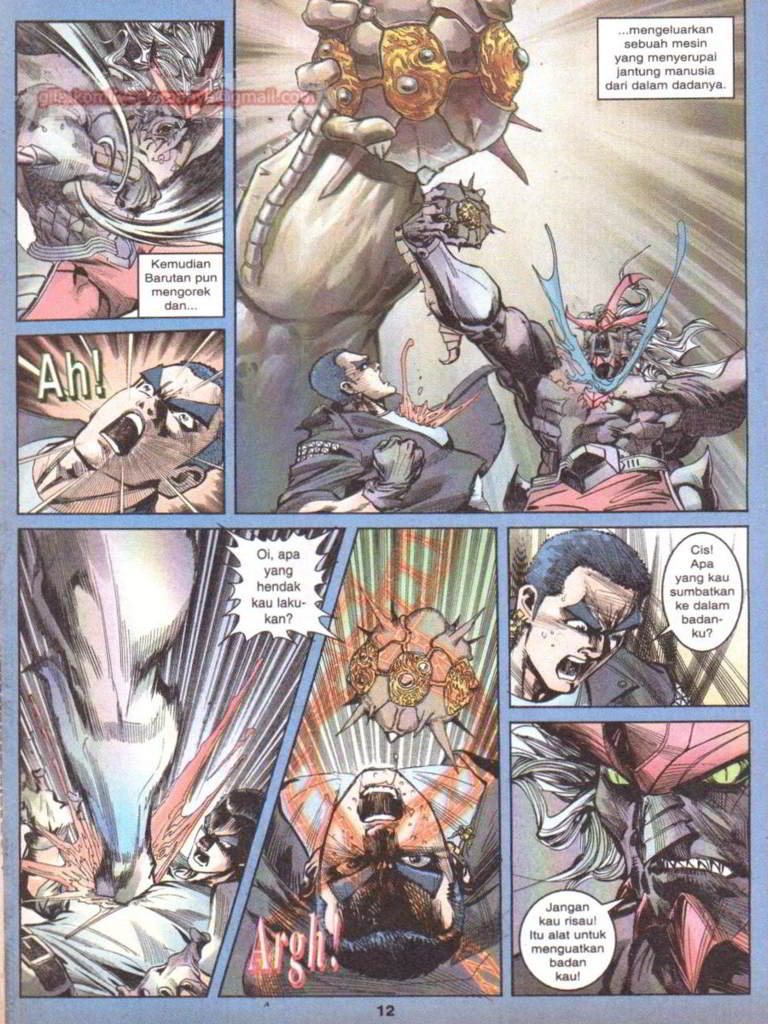 Kemudian
Barutan pun
mengorek
dan...
...mengeluarkan
sebuah mesin
yang menyerupai
jantung manusia
dari dalam dadanya.
Ah!
Oi, apa
yang
hendak
kau laku-
kan?
Argh!
Cis!
Apa
yang kau
sumbatkan
ke dalam
badan-
ku?
Jangan
kau risau!
Itu alat untuk
menguatkan
badan
kau!
12